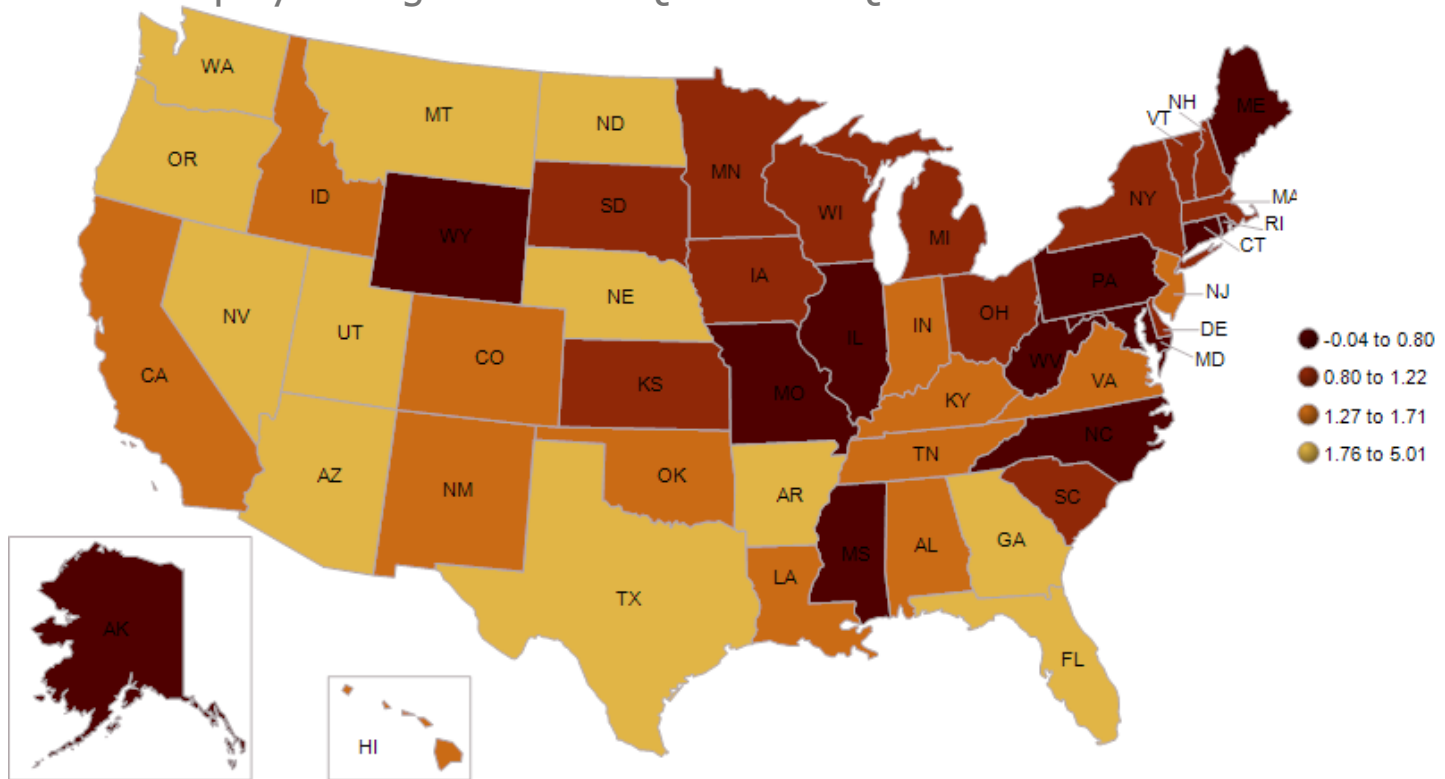 WA
MT
ND
MN
OR
ID
SD
WI
MI
WY
IA
NE
NV
UT
CO
CA
KS
MO
IL
IN
OH
PA
NY
VT
NH
ME
MA
RI
CT
NJ
DE
MD
WV
VA
KY
NC
TN
SC
AZ
NM
OK
AR
MS
AL
GA
LA
TX
FL
AK
HI
-0.04 to 0.80
0.80 to 1.22
1.27 to 1.71
1.76 to 5.01